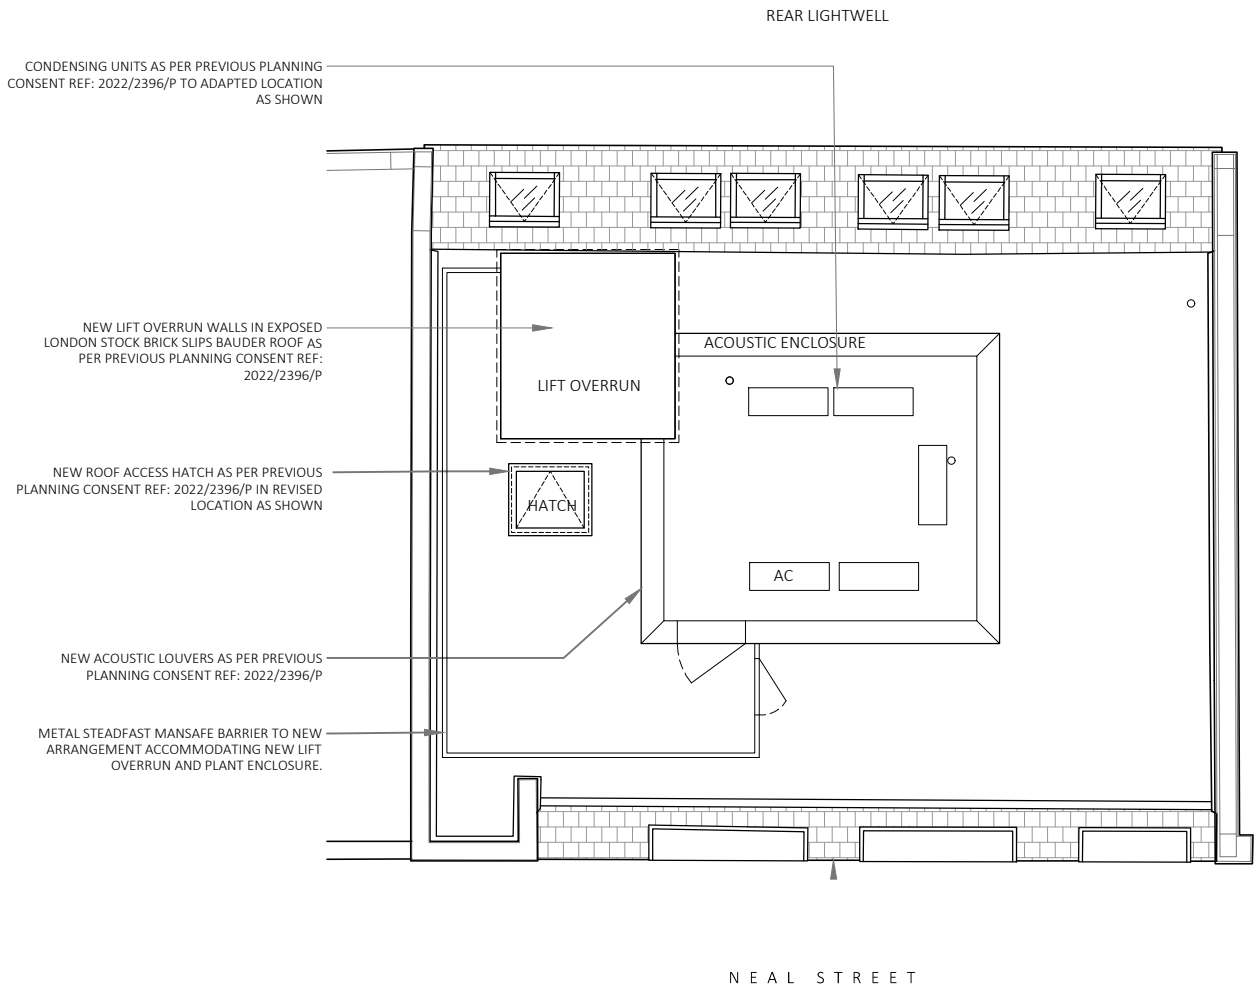 REAR LIGHTWELL
CONDENSING UNITS AS PER PREVIOUS PLANNING
CONSENT REF: 2022/2396/P TO ADAPTED LOCATION
AS SHOWN
NEW LIFT OVERRUN WALLS IN EXPOSED
LONDON STOCK BRICK SLIPS BAUDER ROOF AS
PER PREVIOUS PLANNING CONSENT REF:
2022/2396/P
ACOUSTIC ENCLOSURE
LIFT OVERRUN
NEW ROOF ACCESS HATCH AS PER PREVIOUS
PLANNING CONSENT REF: 2022/2396/P IN REVISED
LOCATION AS SHOWN
HATCH
AC
NEW ACOUSTIC LOUVERS AS PER PREVIOUS
PLANNING CONSENT REF: 2022/2396/P
METAL STEADFAST MANSAFE BARRIER TO NEW
ARRANGEMENT ACCOMMODATING NEW LIFT
OVERRUN AND PLANT ENCLOSURE.
NEAL STREET